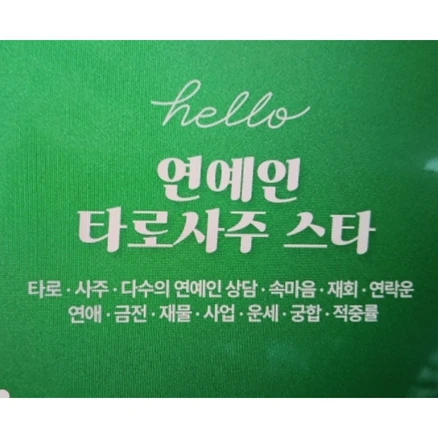 hello
연예인
타로사주 스타
타로·사주·다수의 연예인 상담·속마음·재회·연락운
연애·금전·재물·사업·운세·궁합·적중률